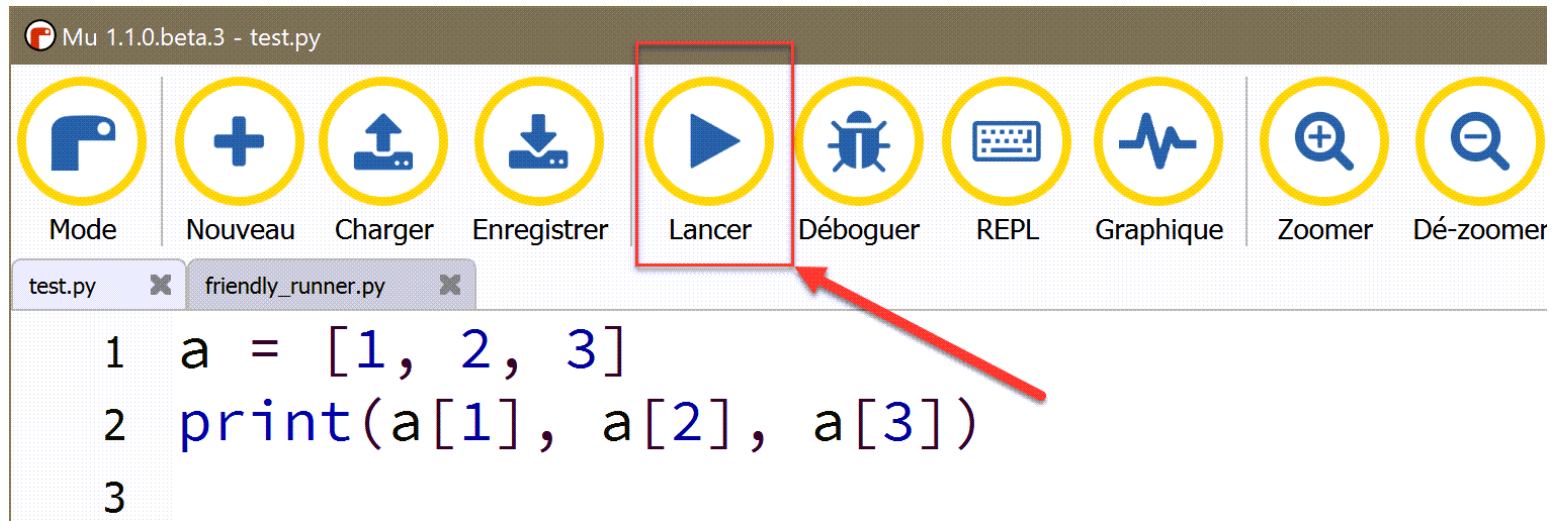 Mu 1.1.0.beta.3 - test.py
Mode Nouveau Charger Enregistrer Lancer Déboguer REPL Graphique Zoomer Dé-zoomer
test.py friendly_runner.py
1 a = [1, 2, 3]
2 print(a[1], a[2], a[3])
3